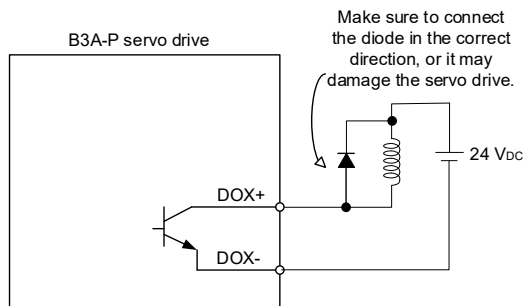 Make sure to connect
the diode in the correct
direction, or it may
damage the servo drive.
B3A-P servo drive
24 VDC
DOX+
DOX-